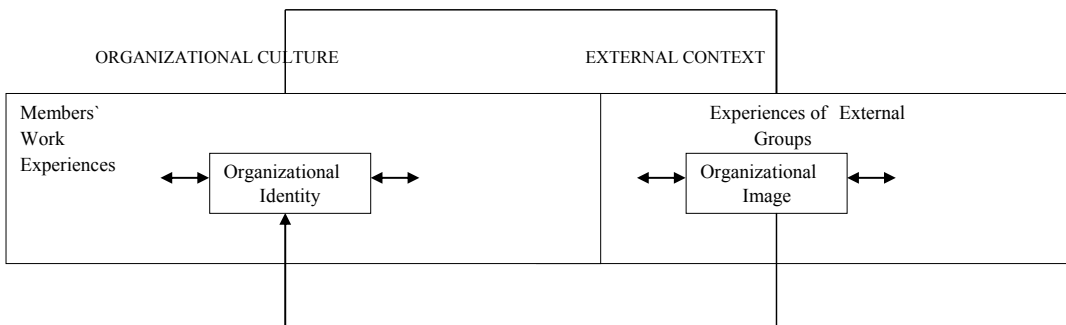 ORGANIZATIONAL CULTURE
EXTERNAL CONTEXT
Members`
Work
Experiences
Organizational
Identity
Experiences of External
Groups
Organizational
Image